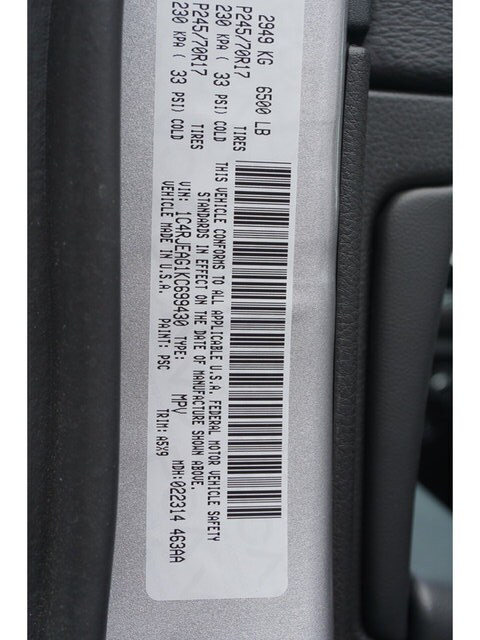 2949 KG 6500 LB
P245/70R17 TIRES
230 KPA ( 33 PSI) COLD
P245/70R17 TIRES
230 KPA ( 33 PSI) COLD
THIS VEHICLE CONFORMS TO ALL APPLICABLE U.S.A. FEDERAL MOTOR VEHICLE SAFETY
STANDARDS IN EFFECT ON THE DATE OF MANUFACTURE SHOWN ABOVE.
VIN: 1C4RJEAG1KC699430 TYPE: MPV MDH:022314 463AA
VEHICLE MADE IN U.S.A. PAINT: PSC TRIM: A5X9